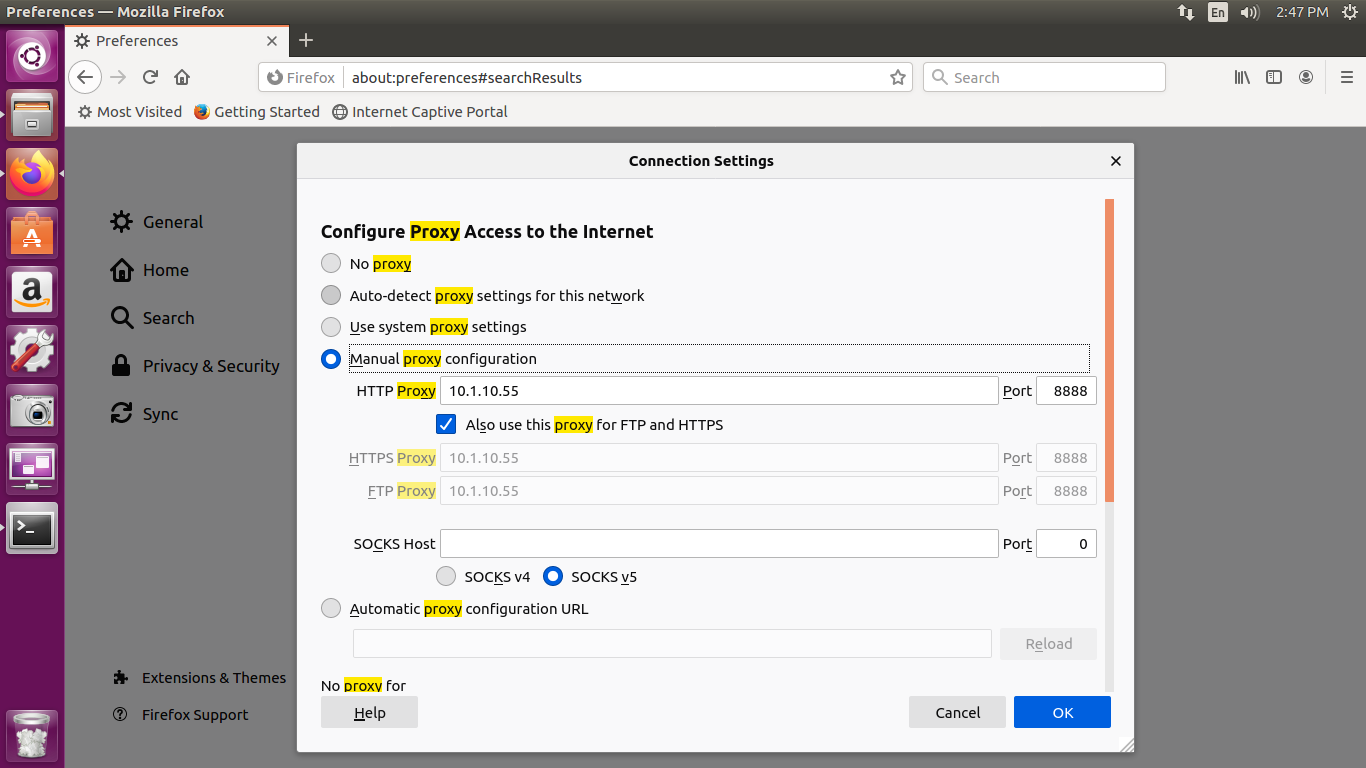 Preferences — Mozilla Firefox
En
2:47 PM
Preferences
Firefox
about:preferences#searchResults
Search
Most Visited
Getting Started
Internet Captive Portal
General
Home
Search
Privacy & Security
Sync
Extensions & Themes
Firefox Support
Connection Settings
Configure Proxy Access to the Internet
No proxy
Auto-detect proxy settings for this network
Use system proxy settings
Manual proxy configuration
HTTP Proxy 10.1.10.55 Port 8888
Also use this proxy for FTP and HTTPS
HTTPS Proxy 10.1.10.55 Port 8888
FTP Proxy 10.1.10.55 Port 8888
SOCKS Host Port 0
SOCKS v4 SOCKS v5
Automatic proxy configuration URL
Reload
No proxy for
Help Cancel OK